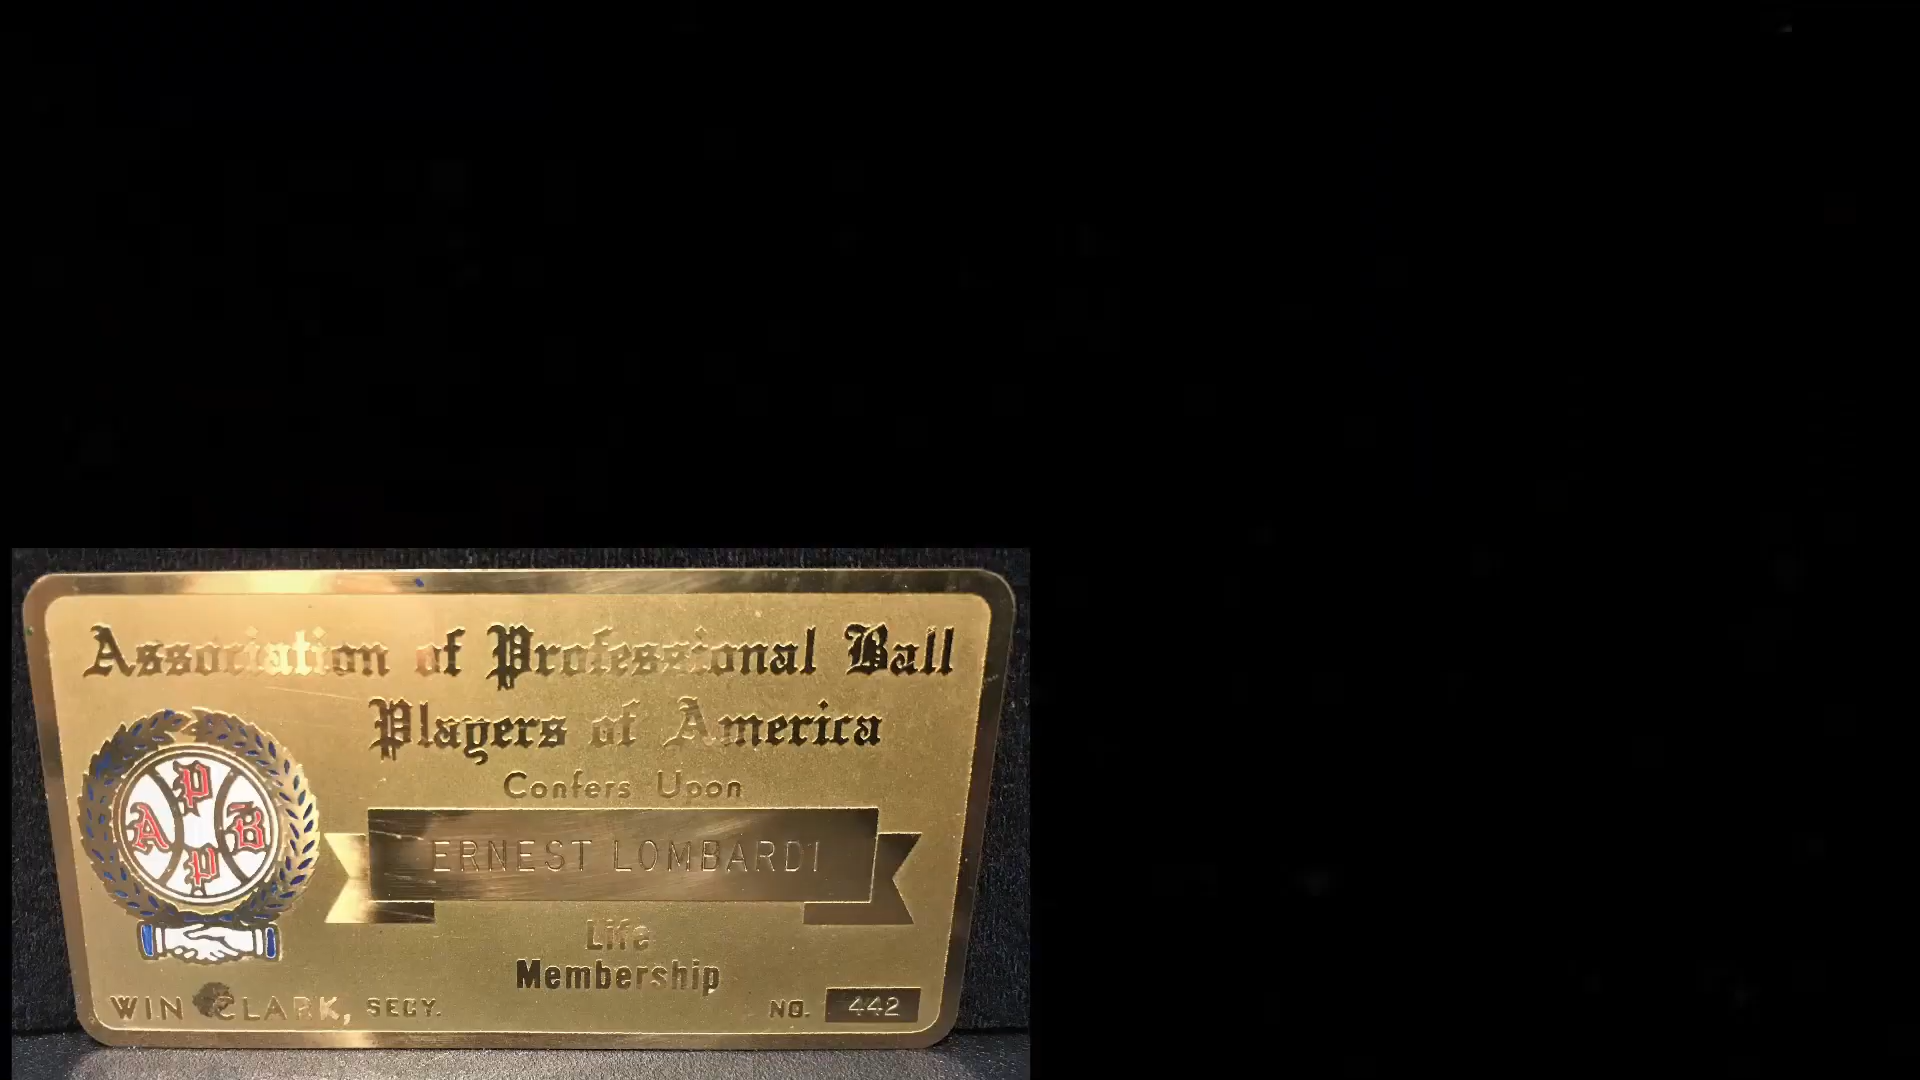 Association of Professional Ball
Players of America
Confers Upon
P
A B
P
ERNEST LOMBARDI
Life
Membership
WIN CLARK, SECY.
NO. 442